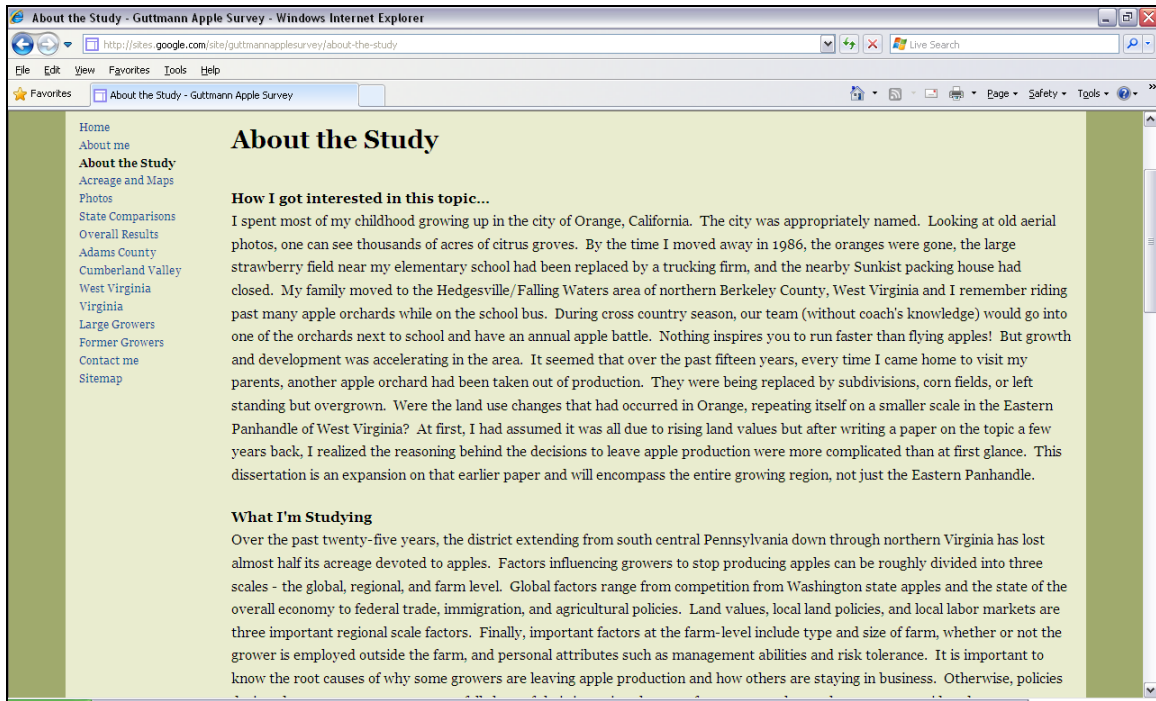 About the Study - Guttmann Apple Survey - Windows Internet Explorer
http://sites.google.com/site/guttmannapplesurvey/about-the-study
Live Search
File Edit View Favorites Tools Help
Favorites About the Study - Guttmann Apple Survey Page Safety Tools
Home
About me
About the Study
Acreage and Maps
Photos
State Comparisons
Overall Results
Adams County
Cumberland Valley
West Virginia
Virginia
Large Growers
Former Growers
Contact me
Sitemap
About the Study
How I got interested in this topic...
I spent most of my childhood growing up in the city of Orange, California. The city was appropriately named. Looking at old aerial
photos, one can see thousands of acres of citrus groves. By the time I moved away in 1986, the oranges were gone, the large
strawberry field near my elementary school had been replaced by a trucking firm, and the nearby Sunkist packing house had
closed. My family moved to the Hedgesville/Falling Waters area of northern Berkeley County, West Virginia and I remember riding
past many apple orchards while on the school bus. During cross country season, our team (without coach's knowledge) would go into
one of the orchards next to school and have an annual apple battle. Nothing inspires you to run faster than flying apples! But growth
and development was accelerating in the area. It seemed that over the past fifteen years, every time I came home to visit my
parents, another apple orchard had been taken out of production. They were being replaced by subdivisions, corn fields, or left
standing but overgrown. Were the land use changes that had occurred in Orange, repeating itself on a smaller scale in the Eastern
Panhandle of West Virginia? At first, I had assumed it was all due to rising land values but after writing a paper on the topic a few
years back, I realized the reasoning behind the decisions to leave apple production were more complicated than at first glance. This
dissertation is an expansion on that earlier paper and will encompass the entire growing region, not just the Eastern Panhandle.
What I'm Studying
Over the past twenty-five years, the district extending from south central Pennsylvania down through northern Virginia has lost
almost half its acreage devoted to apples. Factors influencing growers to stop producing apples can be roughly divided into three
scales - the global, regional, and farm level. Global factors range from competition from Washington state apples and the state of the
overall economy to federal trade, immigration, and agricultural policies. Land values, local land policies, and local labor markets are
three important regional scale factors. Finally, important factors at the farm-level include type and size of farm, whether or not the
grower is employed outside the farm, and personal attributes such as management abilities and risk tolerance. It is important to
know the root causes of why some growers are leaving apple production and how others are staying in business. Otherwise, policies